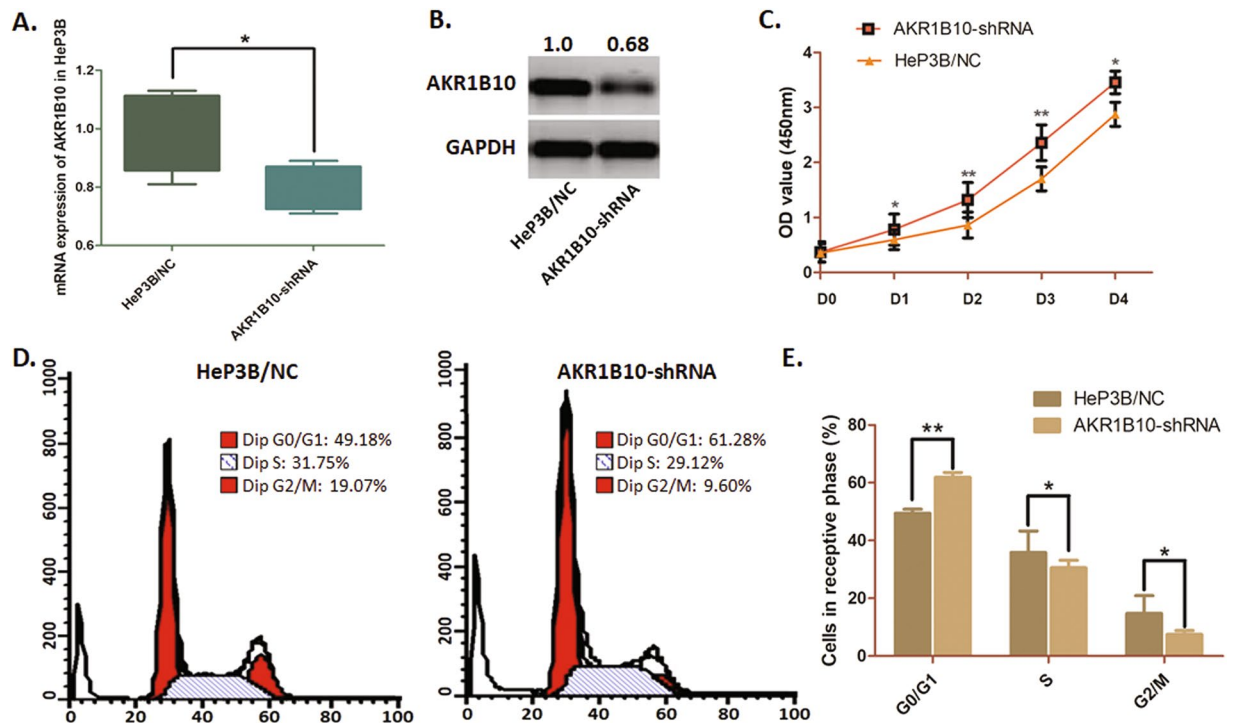 A.
mRNA expression of AKR1B10 in HeP3B
1.2
1.0
0.8
0.6
*
HeP3B/NC
AKR1B10-shRNA
B.
1.0 0.68
AKR1B10
GAPDH
HeP3B/NC
AKR1B10-shRNA
C.
AKR1B10-shRNA
HeP3B/NC
OD value (450nm)
4
3
2
1
0
*
**
**
*
D0 D1 D2 D3 D4
D.
HeP3B/NC
1000
800
600
400
200
0
Dip G0/G1: 49.18%
Dip S: 31.75%
Dip G2/M: 19.07%
0 20 40 60 80 100
AKR1B10-shRNA
1000
800
600
400
200
0
Dip G0/G1: 61.28%
Dip S: 29.12%
Dip G2/M: 9.60%
0 20 40 60 80 100
E.
HeP3B/NC
AKR1B10-shRNA
Cells in receptive phase (%)
80
60
40
20
0
**
*
*
G0/G1
S
G2/M